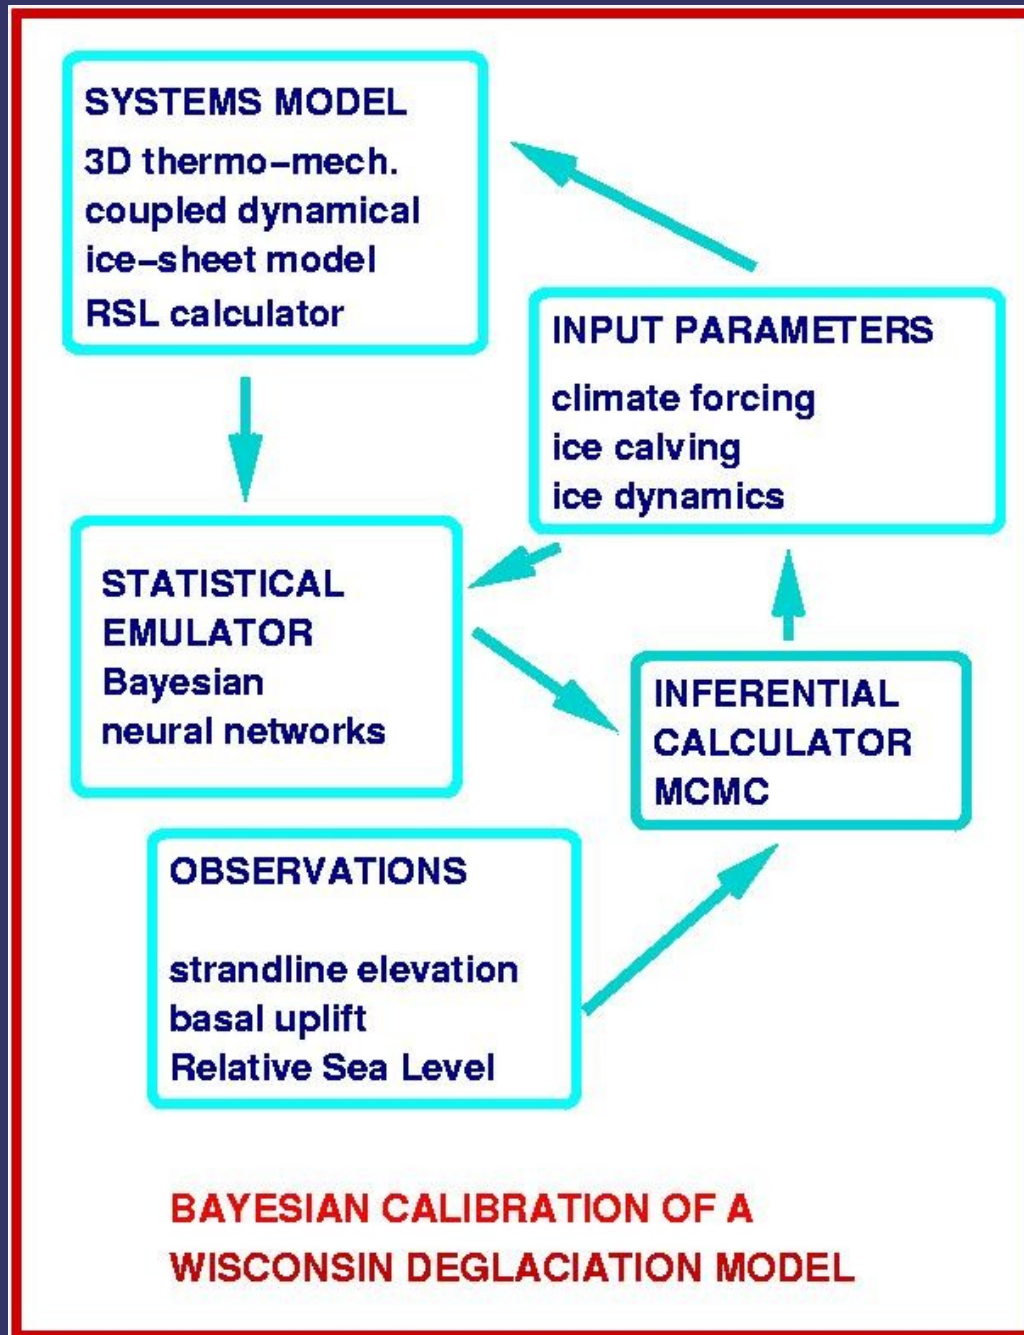 SYSTEMS MODEL
3D thermo-mech.
coupled dynamical
ice-sheet model
RSL calculator
INPUT PARAMETERS
climate forcing
ice calving
ice dynamics
STATISTICAL
EMULATOR
Bayesian
neural networks
INFERENTIAL
CALCULATOR
MCMC
OBSERVATIONS
strandline elevation
basal uplift
Relative Sea Level
BAYESIAN CALIBRATION OF A
WISCONSIN DEGLACIATION MODEL